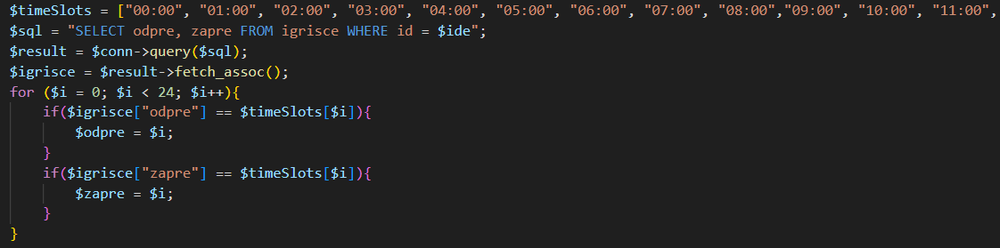 $timeSlots = ["00:00", "01:00", "02:00", "03:00", "04:00", "05:00", "06:00", "07:00", "08:00","09:00", "10:00", "11:00",
$sql = "SELECT odpre, zapre FROM igrisce WHERE id = $ide";
$result = $conn->query($sql);
$igrisce = $result->fetch_assoc();
for ($i = 0; $i < 24; $i++){
    if($igrisce["odpre"] == $timeSlots[$i]){
        $odpre = $i;
    }
    if($igrisce["zapre"] == $timeSlots[$i]){
        $zapre = $i;
    }
}